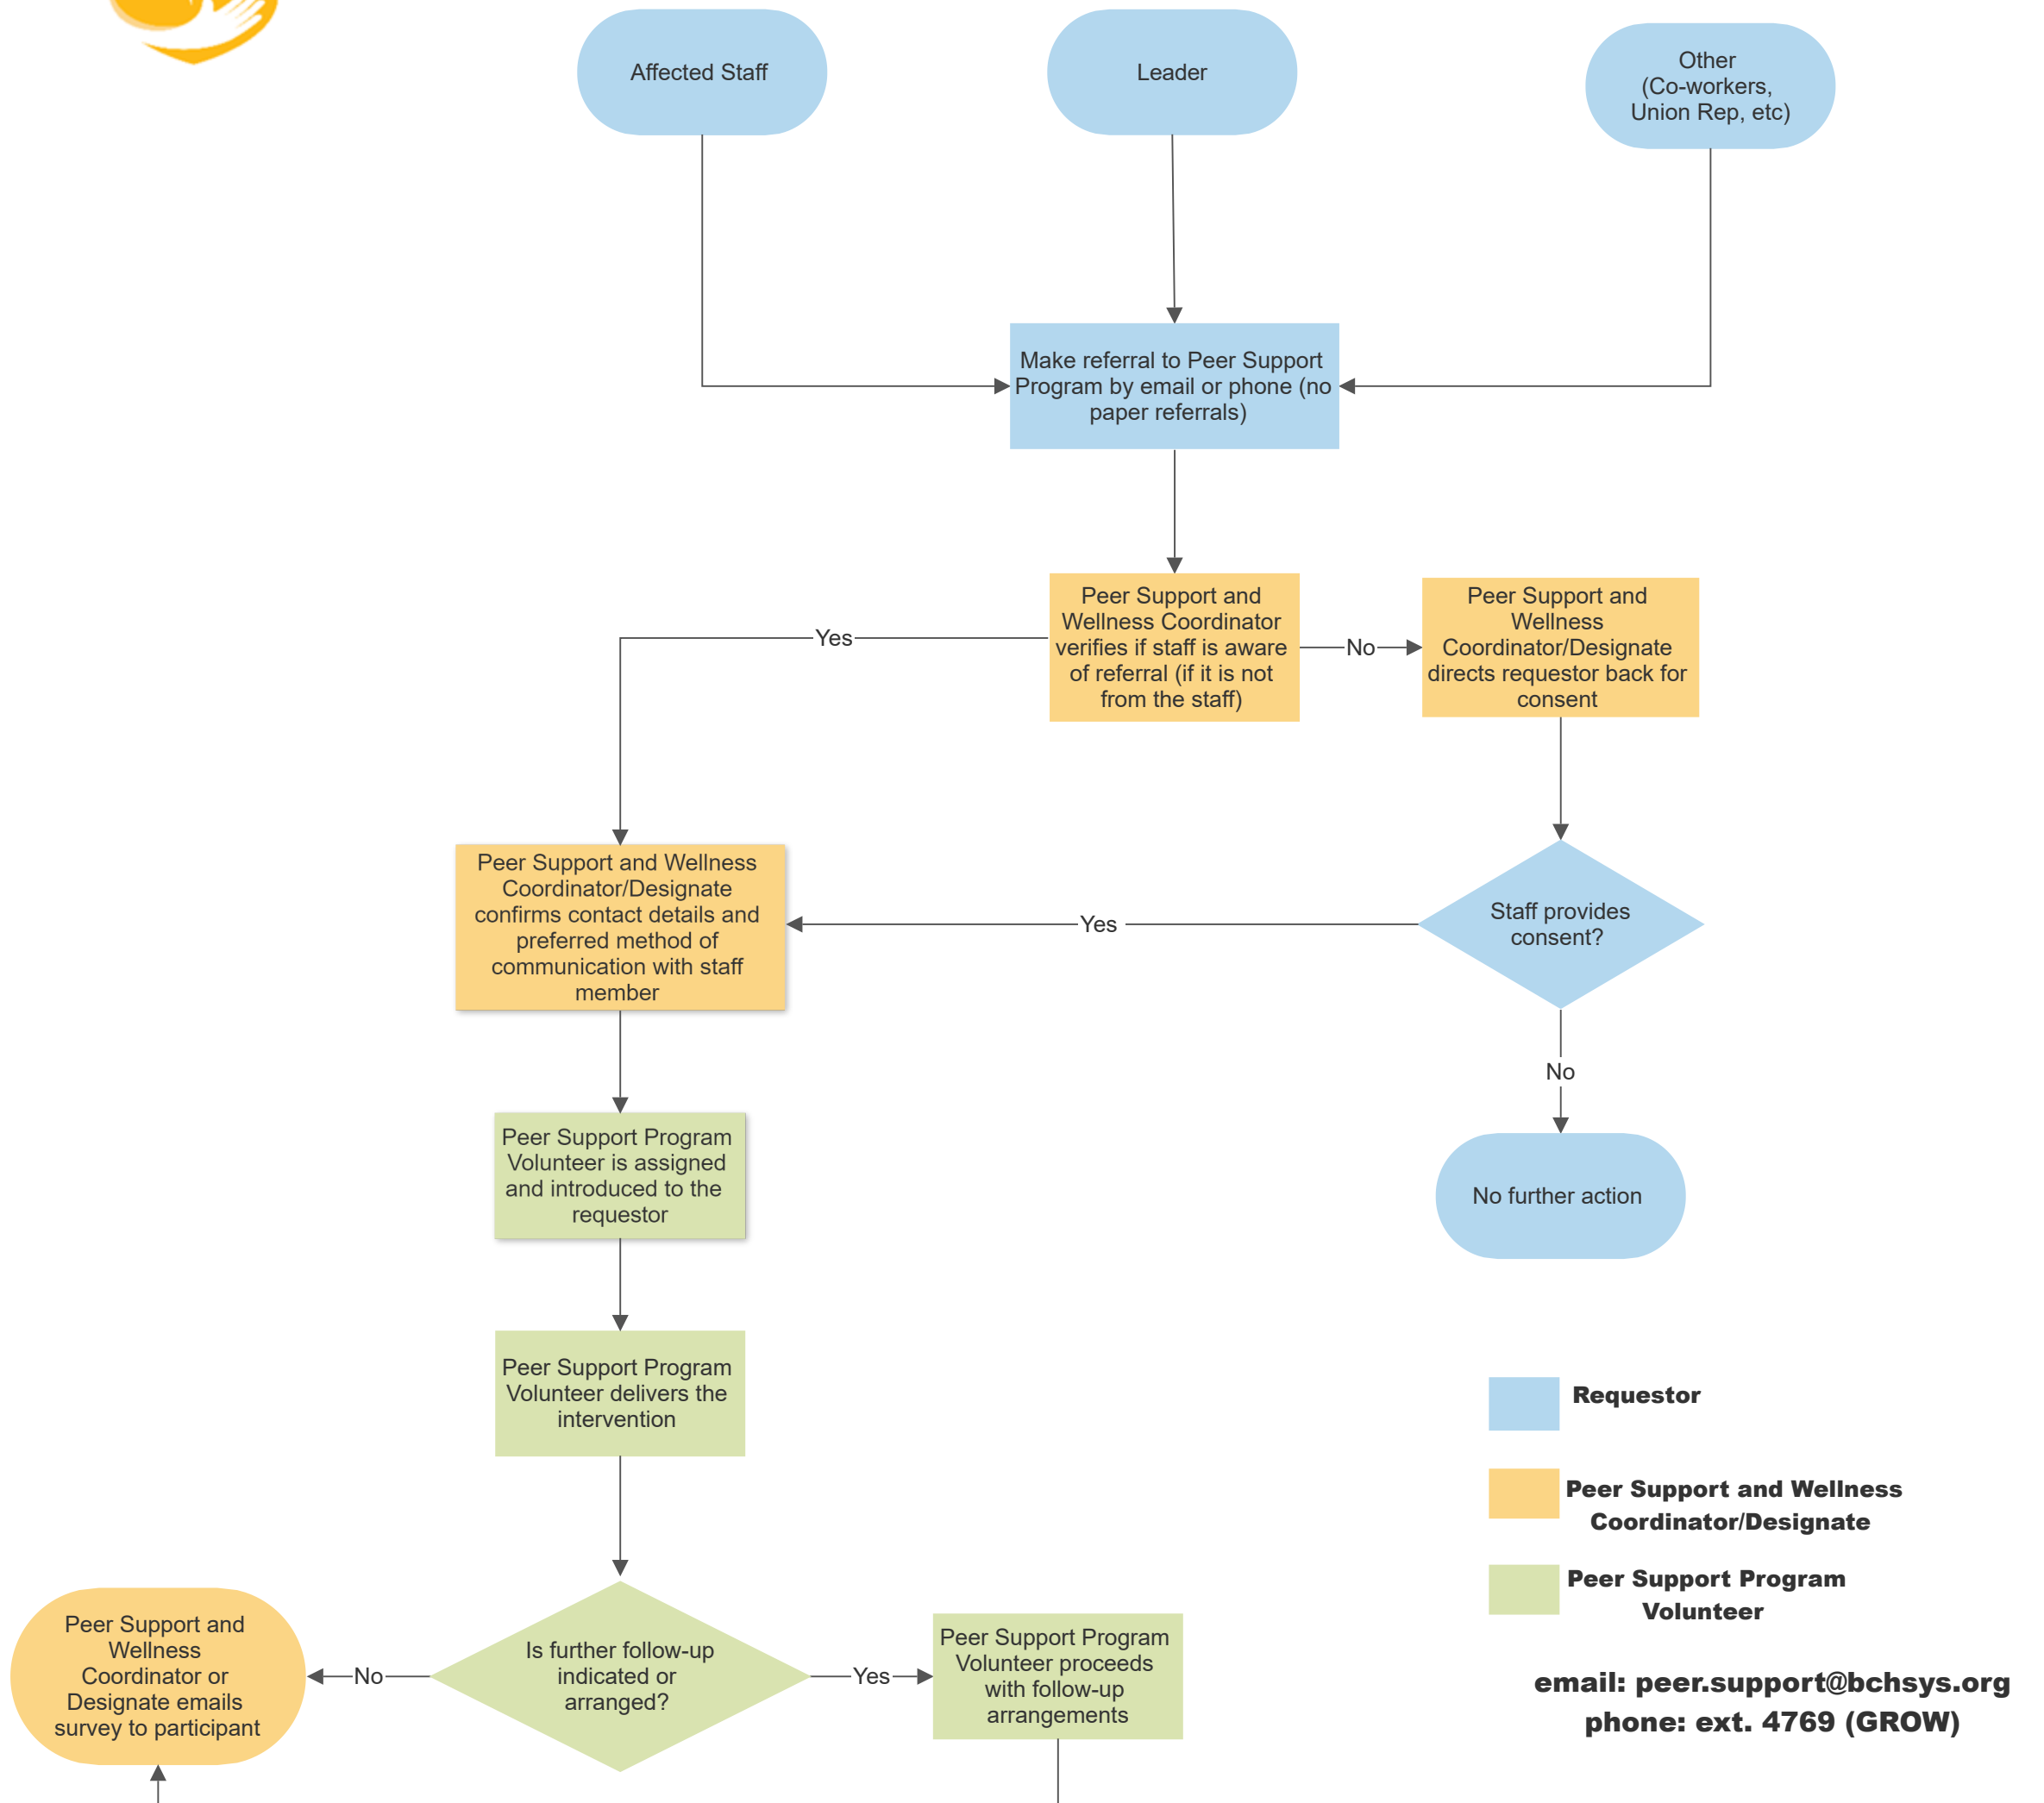 Affected Staff
Leader
Other
(Co-workers,
Union Rep, etc)
Make referral to Peer Support
Program by email or phone (no
paper referrals)
Peer Support and
Wellness Coordinator
verifies if staff is aware
of referral (if it is not
from the staff)
Yes
No
Peer Support and
Wellness
Coordinator/Designate
directs requestor back for
consent
Peer Support and Wellness
Coordinator/Designate
confirms contact details and
preferred method of
communication with staff
member
Yes
Staff provides
consent?
No
No further action
Peer Support Program
Volunteer is assigned
and introduced to the
requestor
Peer Support Program
Volunteer delivers the
intervention
Is further follow-up
indicated or
arranged?
No
Peer Support and
Wellness
Coordinator or
Designate emails
survey to participant
Yes
Peer Support Program
Volunteer proceeds
with follow-up
arrangements
Requestor
Peer Support and Wellness
Coordinator/Designate
Peer Support Program
Volunteer
email: peer.support@bchsys.org
phone: ext. 4769 (GROW)